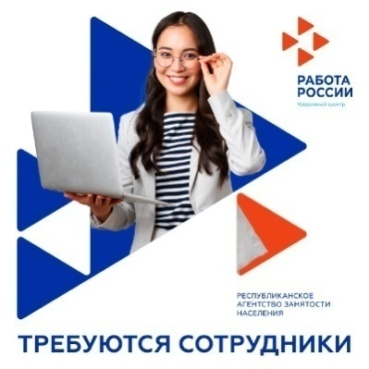 РАБОТА
РОССИИ
Кадровый центр
РЕСПУБЛИКАНСКОЕ
АГЕНТСТВО ЗАНЯТОСТИ
НАСЕЛЕНИЯ
ТРЕБУЮТСЯ СОТРУДНИКИ